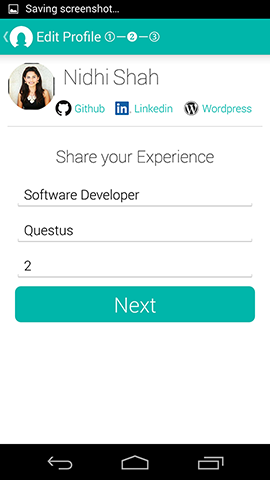 Saving screenshot...
Edit Profile ①–②–③
Nidhi Shah
Github Linkedin Wordpress
Share your Experience
Software Developer
Questus
2
Next